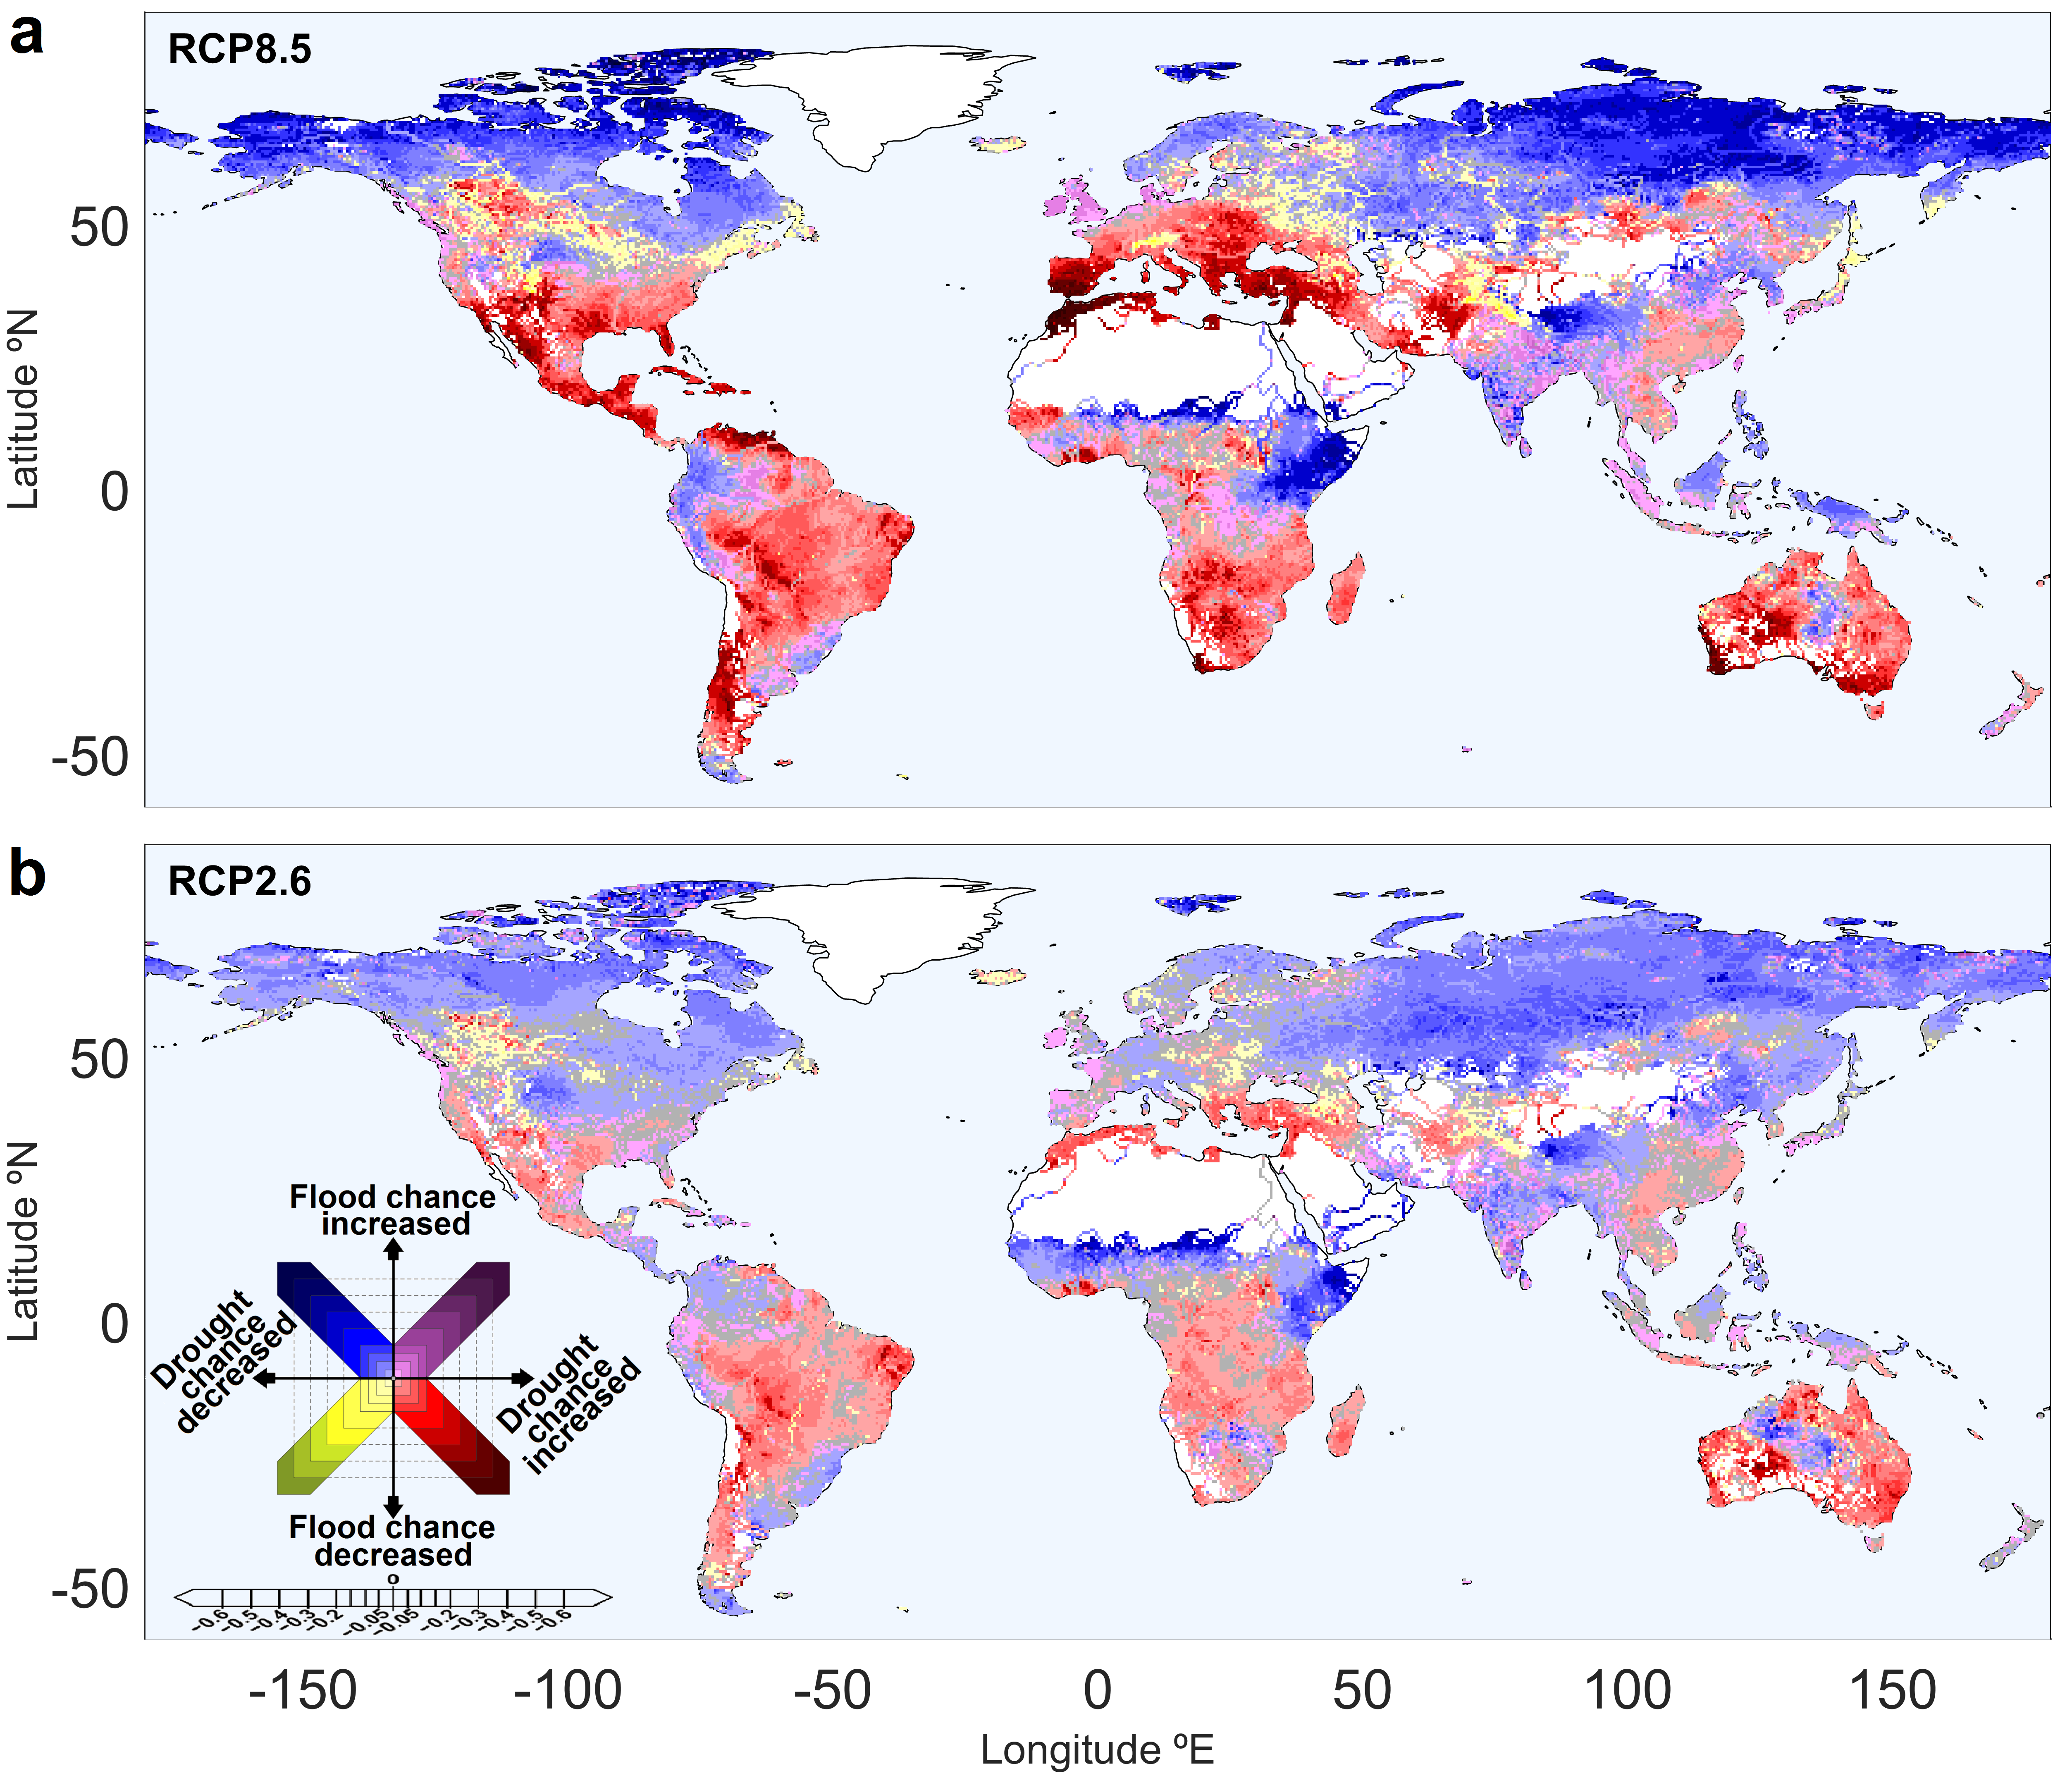 a
RCP8.5
50
0
-50
Latitude ºN
b
RCP2.6
50
0
-50
Latitude ºN
Flood chance
increased
Drought
chance
decreased
Drought
chance
increased
Flood chance
decreased
0
−0.6 −0.5 −0.4 −0.3 −0.2 −0.05 −0.05 −0.2 −0.3 −0.4 −0.5 −0.6
-150 -100 -50 0 50 100 150
Longitude ºE